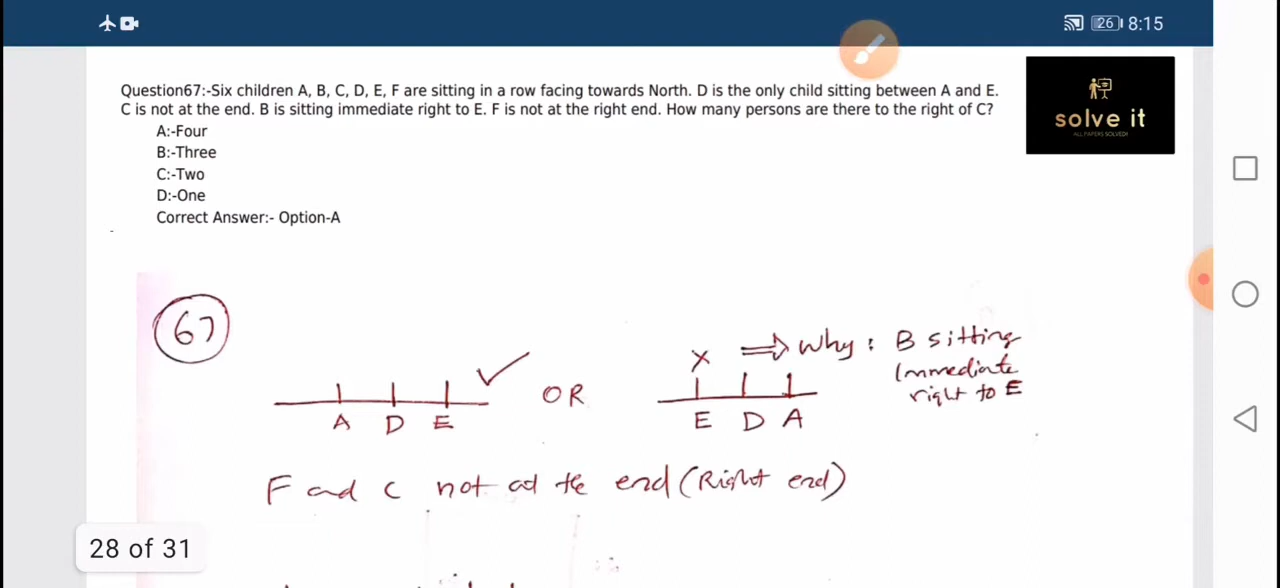 26 8:15
Question67:-Six children A, B, C, D, E, F are sitting in a row facing towards North. D is the only child sitting between A and E.
C is not at the end. B is sitting immediate right to E. F is not at the right end. How many persons are there to the right of C?
A:-Four
B:-Three
C:-Two
D:-One
Correct Answer:- Option-A
solve it
ALL PAPERS SOLVED!
67
A D E
OR
X ⇒ Why : B sitting
Immediate
right to E
E D A
F and C not at the end (Right end)
28 of 31